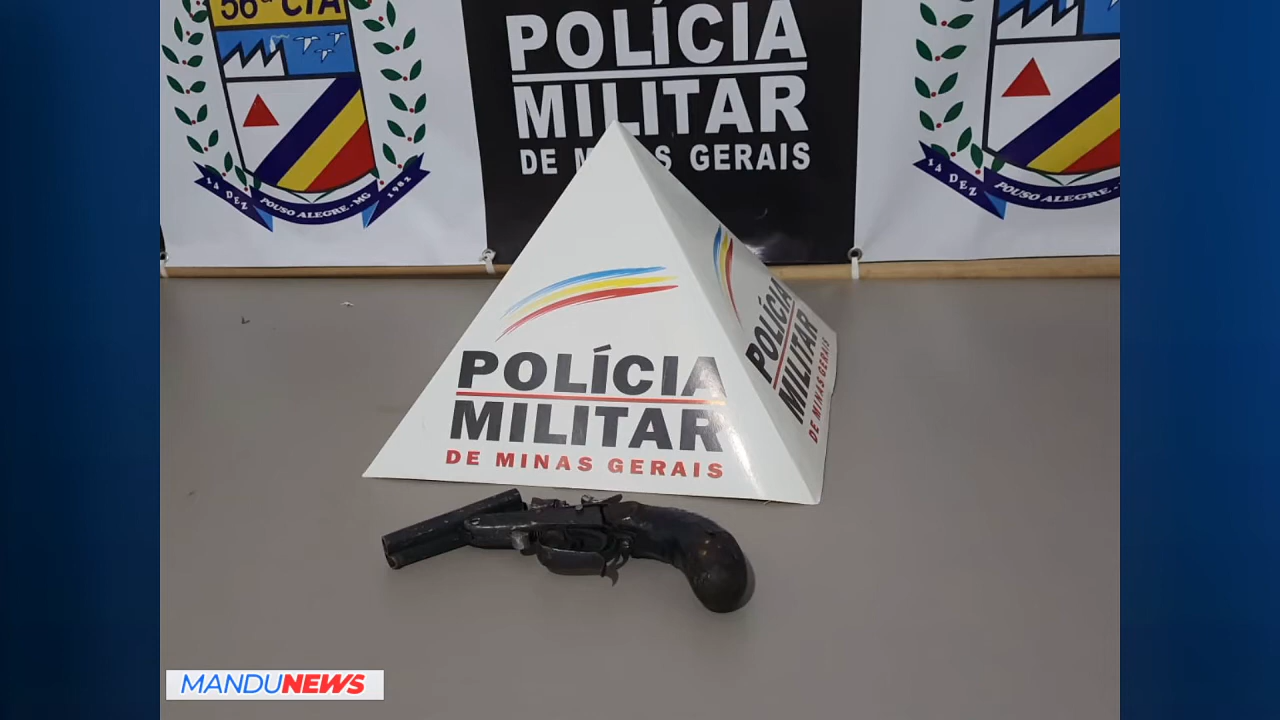 56ª CIA
POLÍCIA
MILITAR
DE MINAS GERAIS
14 DEZ
POUSO ALEGRE-MG
1982
POUSO ALEGRE-
POLÍCIA
MILITAR
DE MINAS GERAIS
POLÍCIA
MILITAR
DE MINAS GERAIS
MANDUNEWS